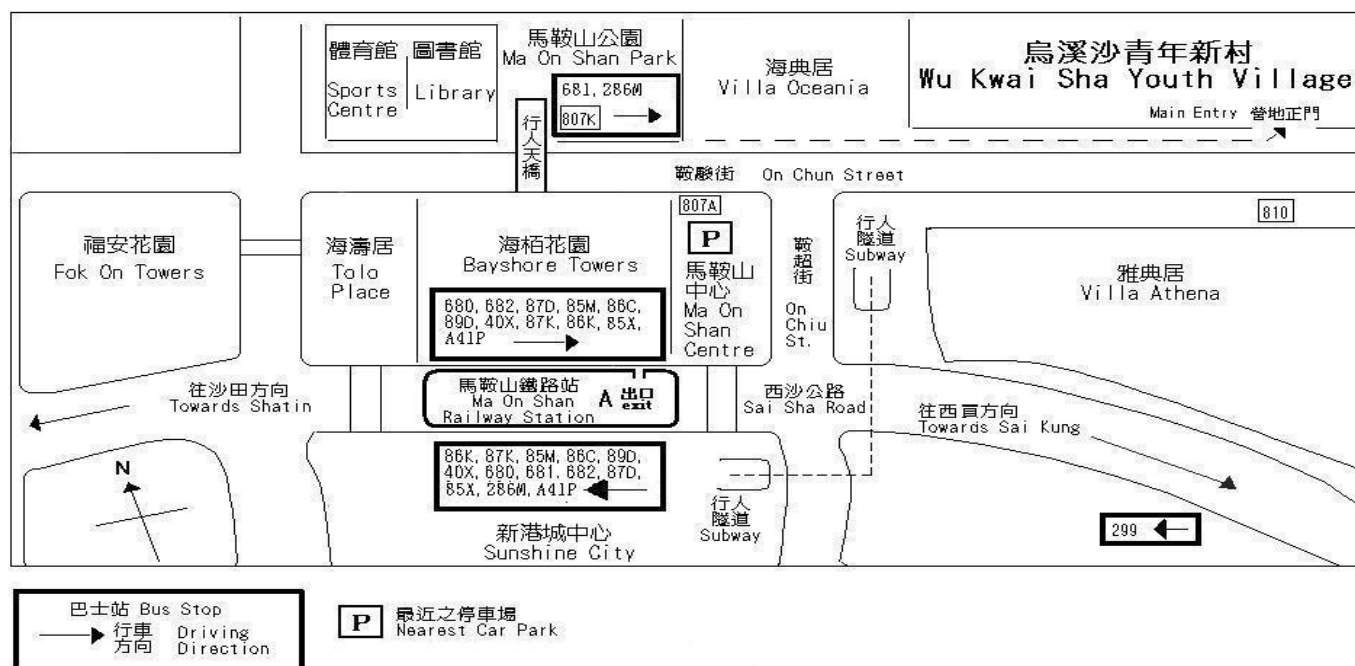 體育館
Sports
Centre
圖書館
Library
馬鞍山公園
Ma On Shan Park
681, 286M
807K
海典居
Villa Oceania
烏溪沙青年新村
Wu Kwai Sha Youth Village
Main Entry 營地正門
行人天橋
鞍駿街 On Chun Street
福安花園
Fok On Towers
海濤居
Tolo
Place
海栢花園
Bayshore Towers
680, 682, 87D, 85M, 86C,
89D, 40X, 87K, 86K, 85X,
A41P
807A
P
馬鞍山
中心
Ma On
Shan
Centre
鞍超街
On
Chiu
St.
行人
隧道
Subway
810
雅典居
Villa Athena
往沙田方向
Towards Shatin
馬鞍山鐵路站
Ma On Shan
Railway Station
A 出口
exit
西沙公路
Sai Sha Road
往西貢方向
Towards Sai Kung
N
86K, 87K, 85M, 86C, 89D,
40X, 680, 681, 682, 87D,
85X, 286M, A41P
新港城中心
Sunshine City
行人
隧道
Subway
299
巴士站 Bus Stop
行車 Driving
方向 Direction
P
最近之停車場
Nearest Car Park